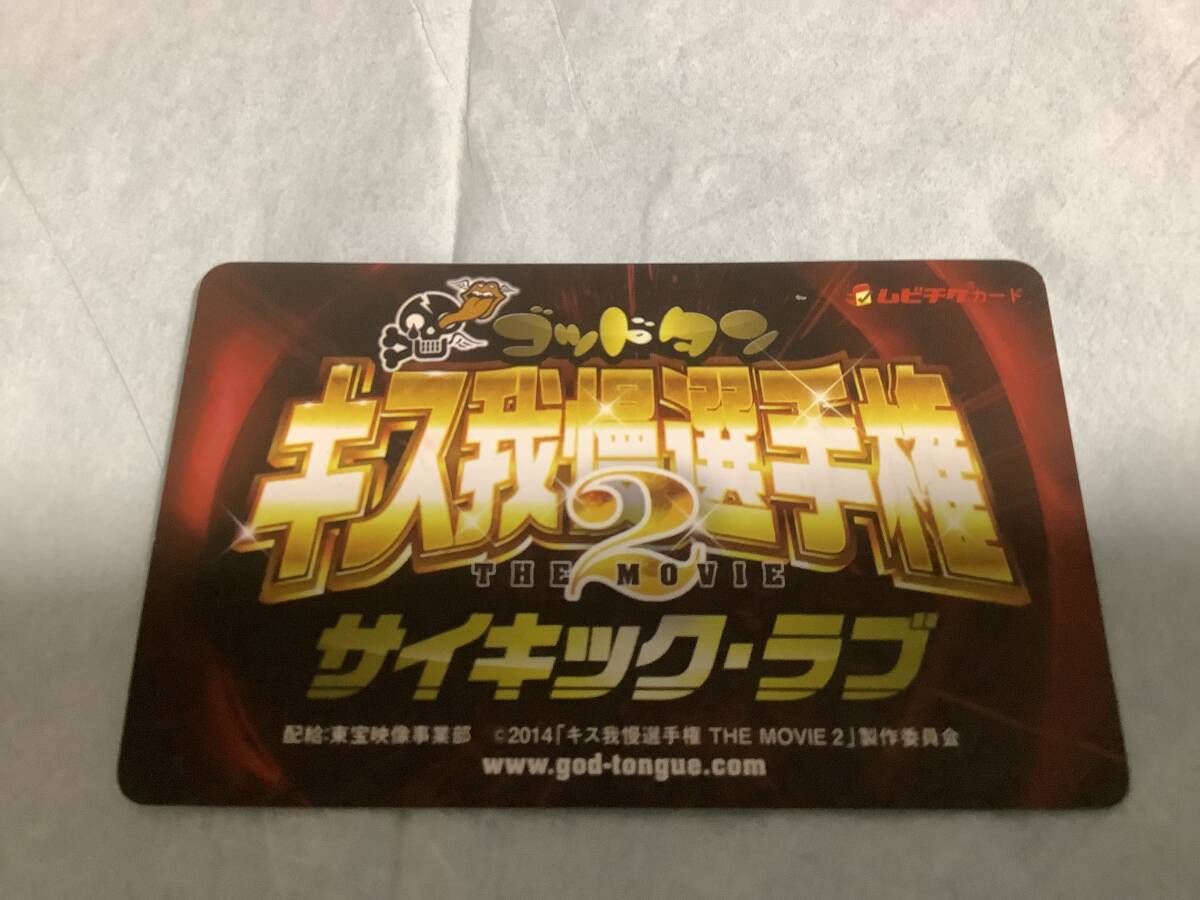 ムビチケカード
ゴッドタン
キス我慢選手権
2
THE MOVIE
サイキック・ラブ
配給:東宝映像事業部 ©2014「キス我慢選手権 THE MOVIE 2」製作委員会
www.god-tongue.com